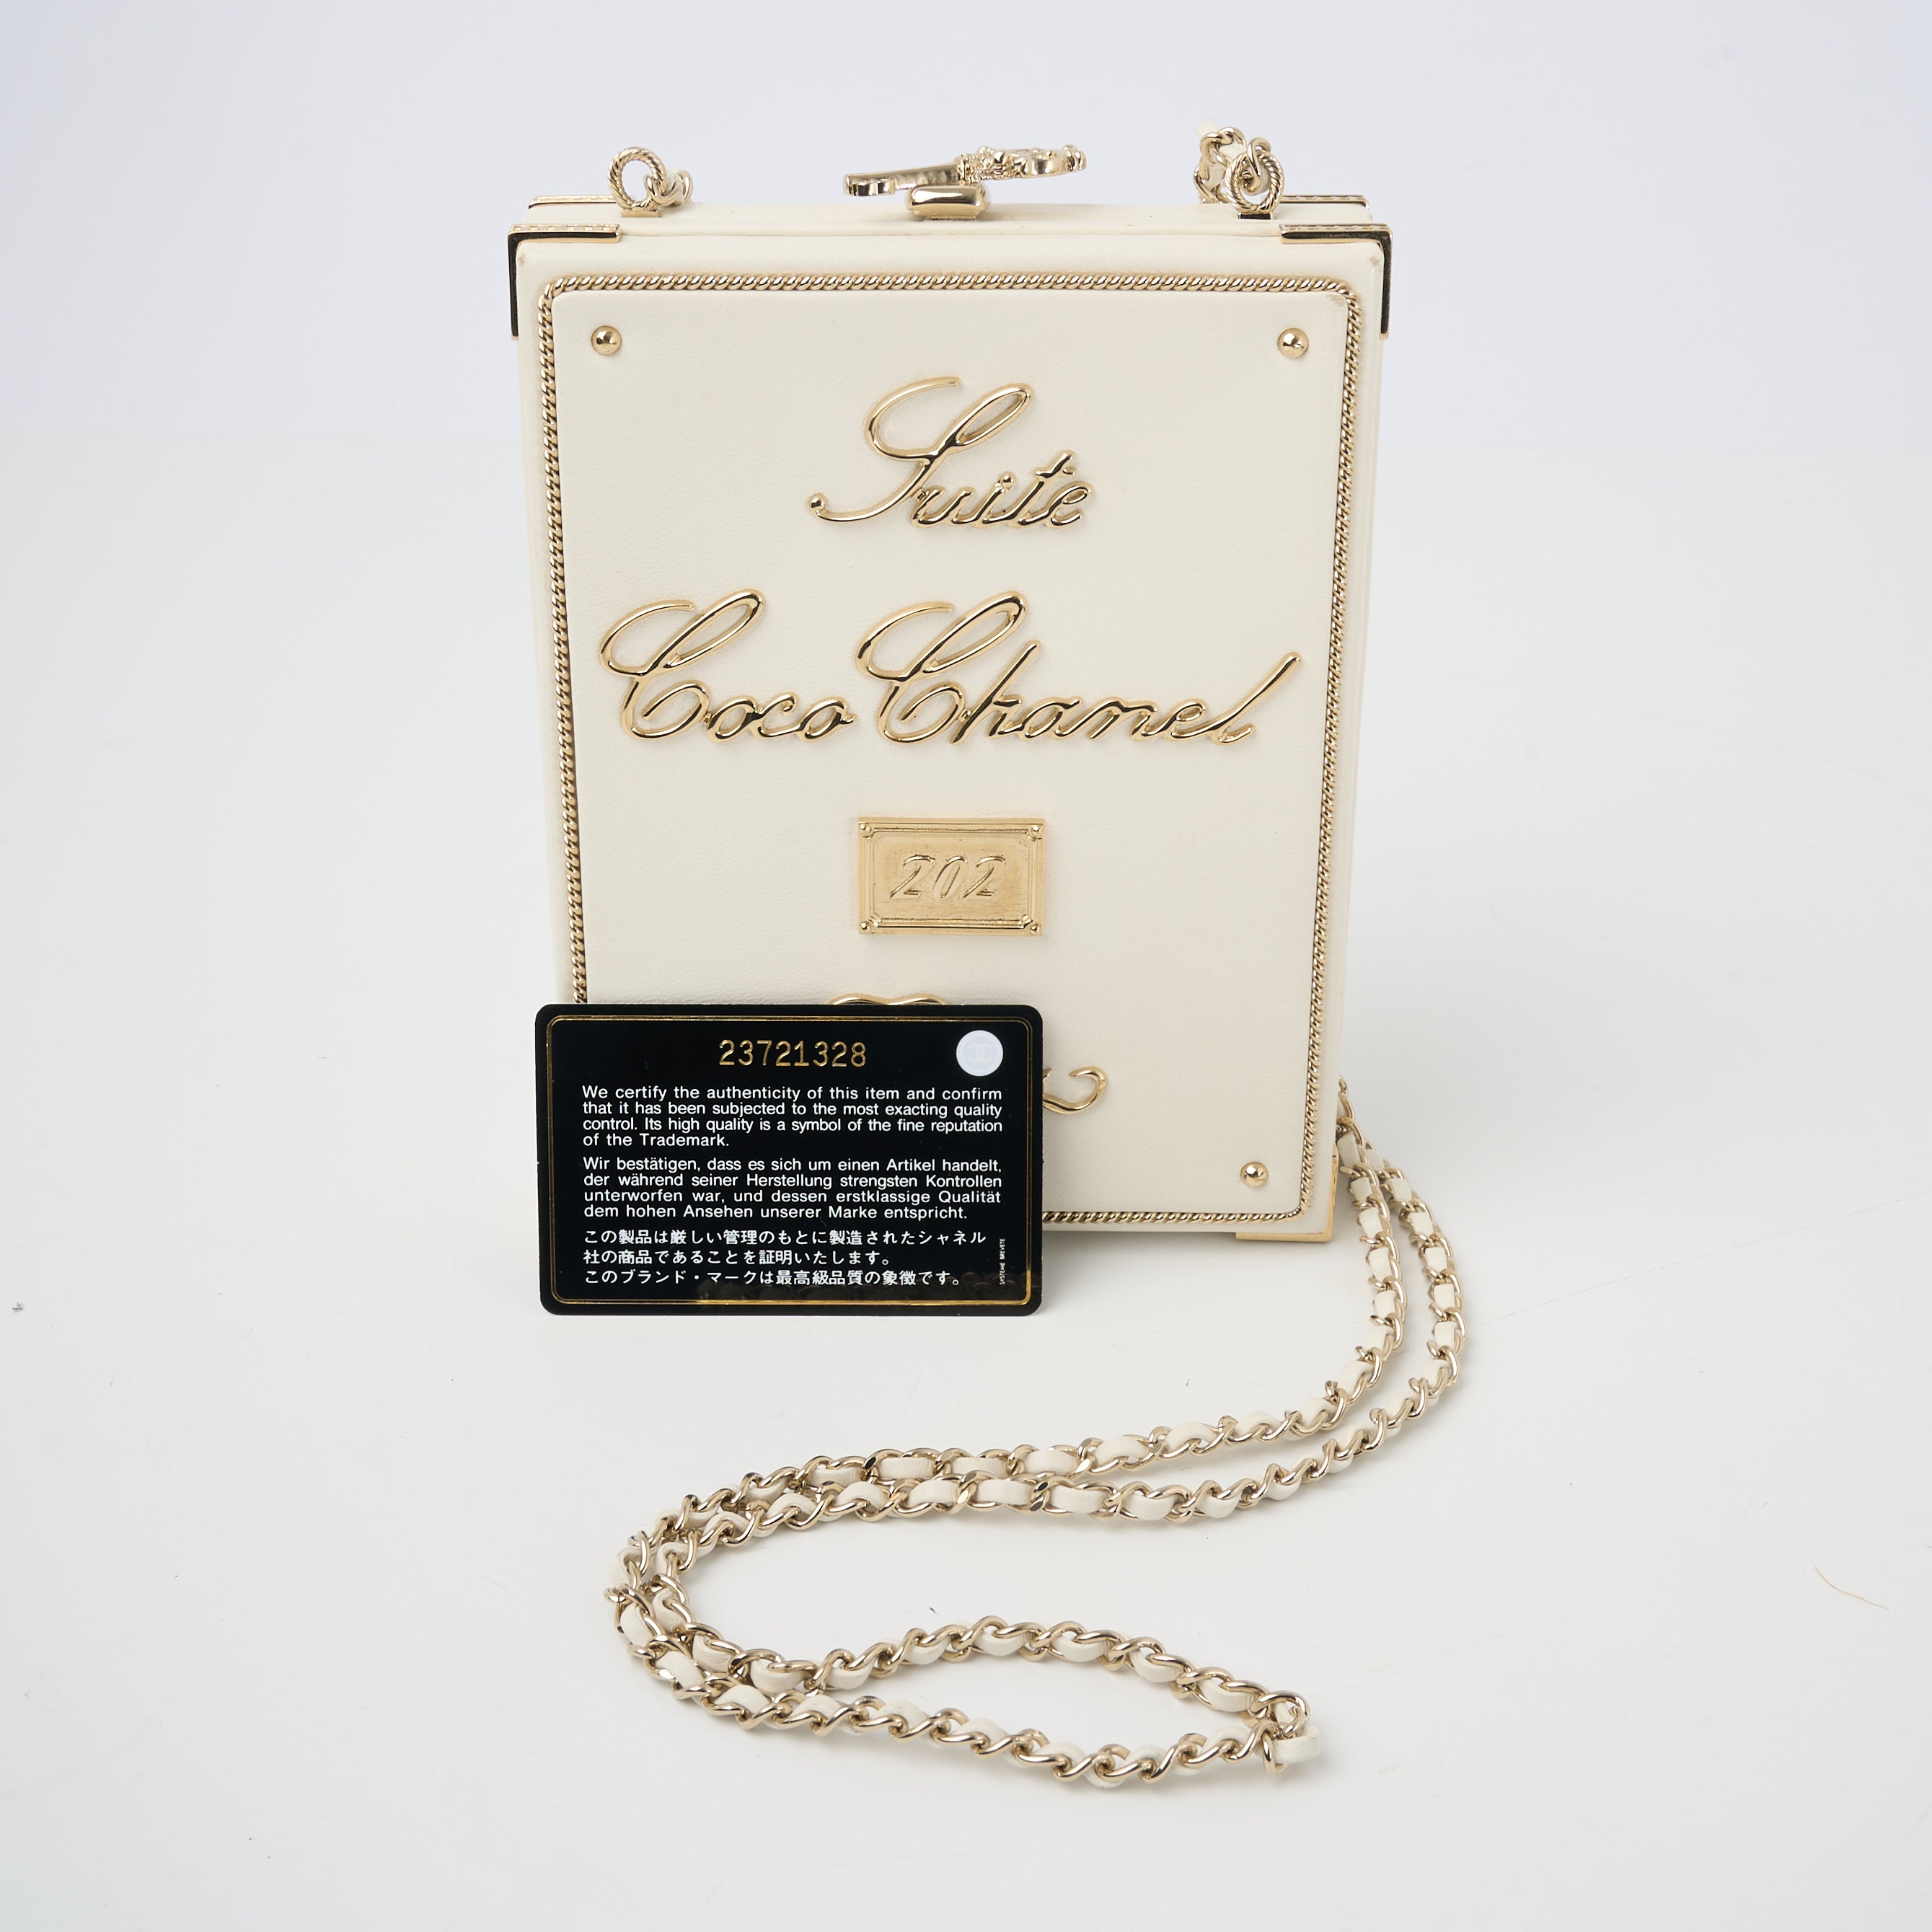 Suite
Coco Chanel
202
23721328
We certify the authenticity of this item and confirm
that it has been subjected to the most exacting quality
control. Its high quality is a symbol of the fine reputation
of the Trademark.
Wir bestätigen, dass es sich um einen Artikel handelt,
der während seiner Herstellung strengsten Kontrollen
unterworfen war, und dessen erstklassige Qualität
dem hohen Ansehen unserer Marke entspricht.
この製品は厳しい管理のもとに製造されたシャネル
社の商品であることを証明いたします。
このブランド・マークは最高級品質の象徴です。
SYSTEME BREVETE